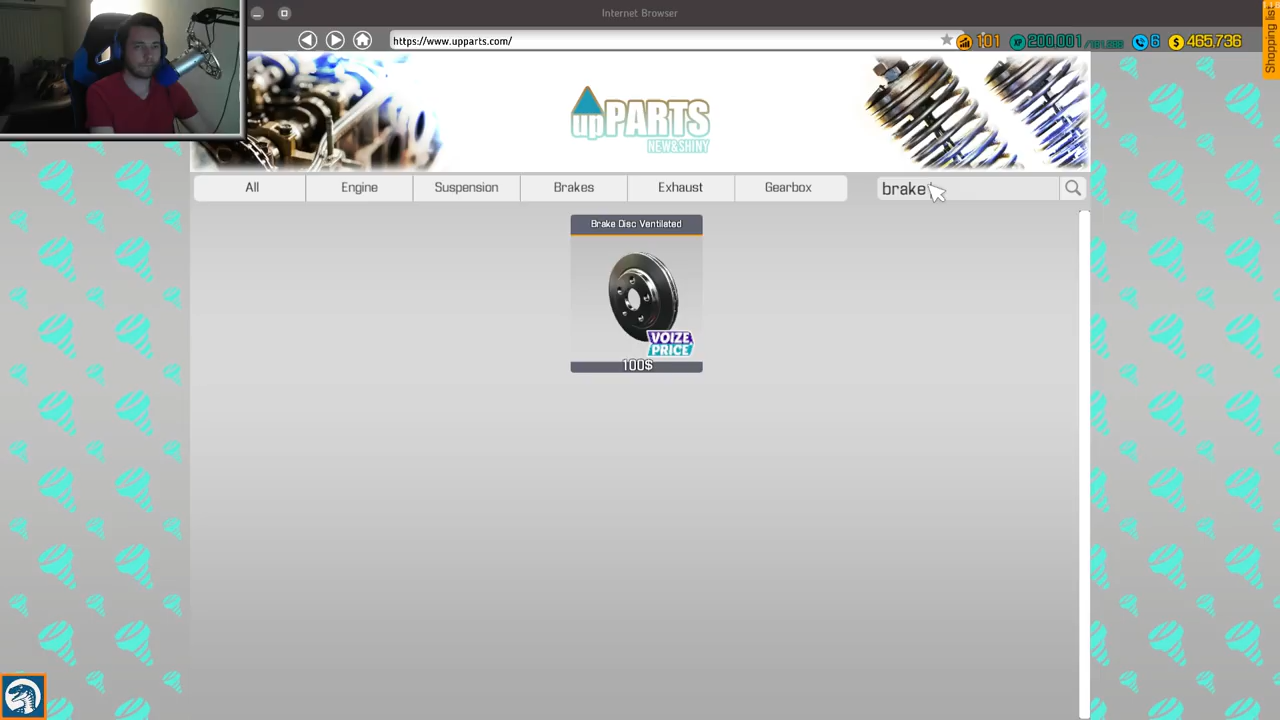 Internet Browser
https://www.upparts.com/
101
200.001
6
$ 465,736
Shopping list
upPARTS
NEW&SHINY
All
Engine
Suspension
Brakes
Exhaust
Gearbox
brake
Brake Disc Ventilated
VOIZE
PRICE
100$